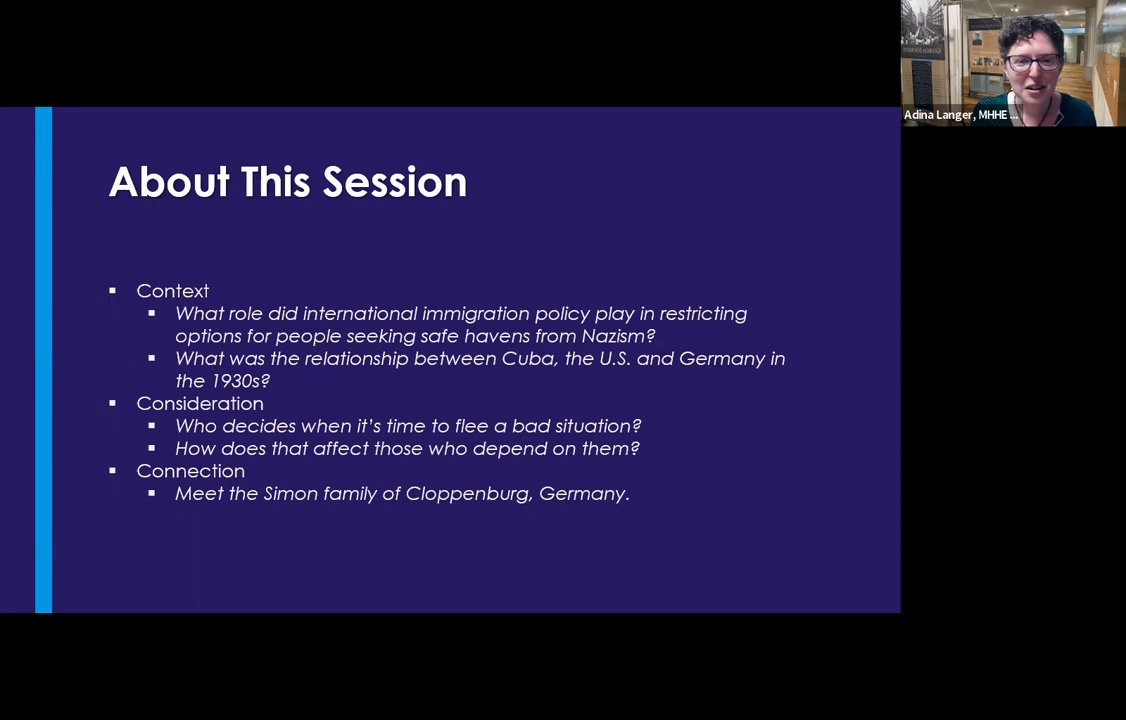 About This Session
Context
What role did international immigration policy play in restricting
options for people seeking safe havens from Nazism?
What was the relationship between Cuba, the U.S. and Germany in
the 1930s?
Consideration
Who decides when it's time to flee a bad situation?
How does that affect those who depend on them?
Connection
Meet the Simon family of Cloppenburg, Germany.
Adina Langer, MHHE ...